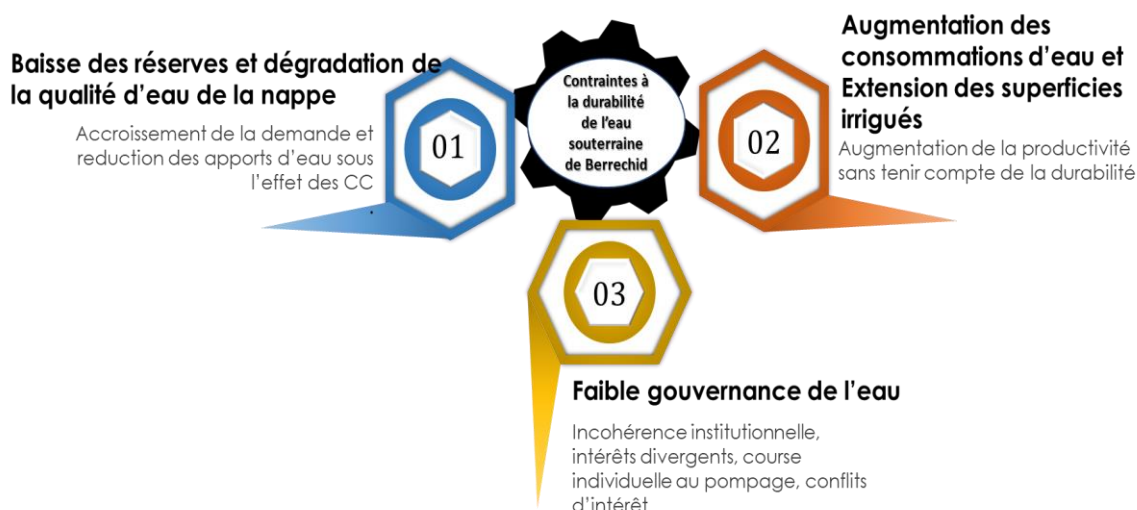 Contraintes à
la durabilité
de l'eau
souterraine
de Berrechid
Baisse des réserves et dégradation de
la qualité d'eau de la nappe
Accroissement de la demande et
reduction des apports d'eau sous
l'effet des CC
01
Augmentation des
consommations d'eau et
Extension des superficies
irrigués
Augmentation de la productivité
sans tenir compte de la durabilité
02
03
Faible gouvernance de l'eau
Incohérence institutionnelle,
intérêts divergents, course
individuelle au pompage, conflits
d'intérêt